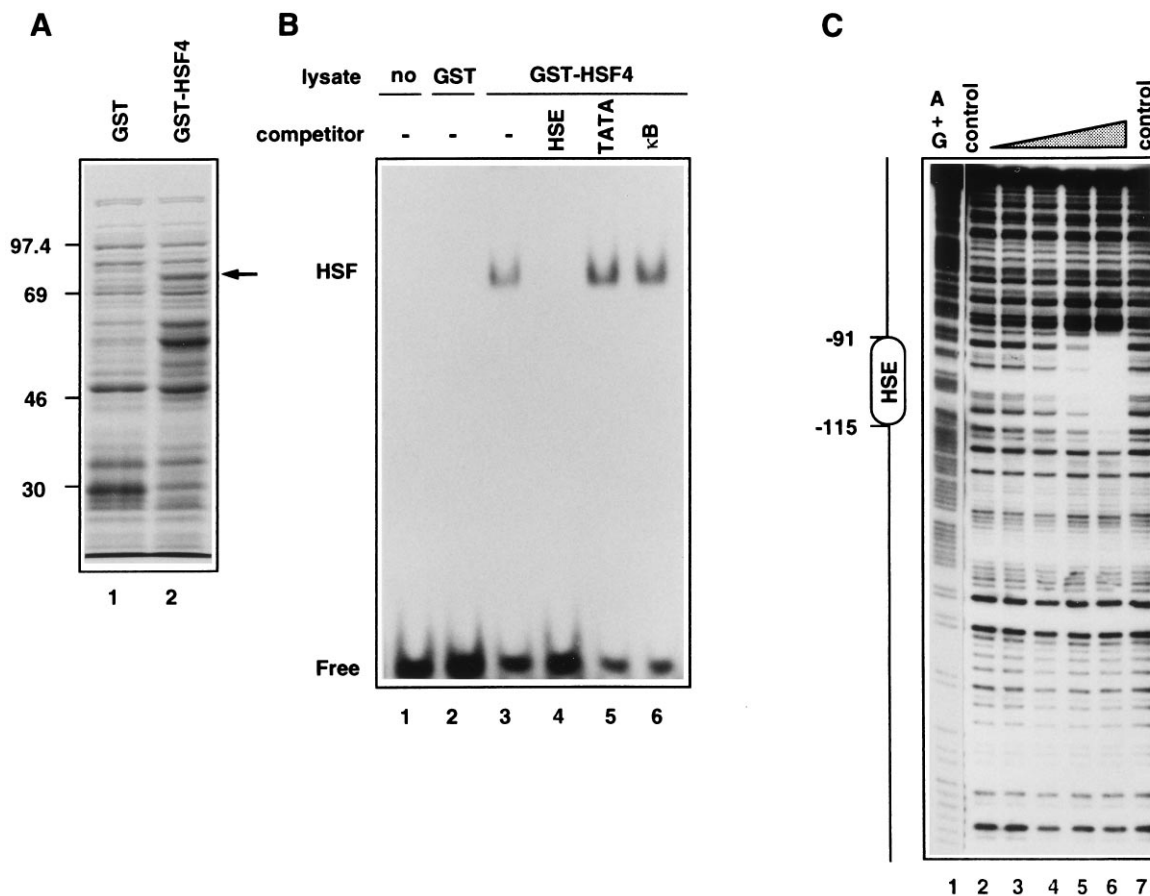 A
GST
GST-HSF4
97.4
69
46
30
1 2
B
lysate no GST GST-HSF4
competitor - - - HSE TATA κB
HSF
Free
1 2 3 4 5 6
C
A + G control control
-91
HSE
-115
1 2 3 4 5 6 7